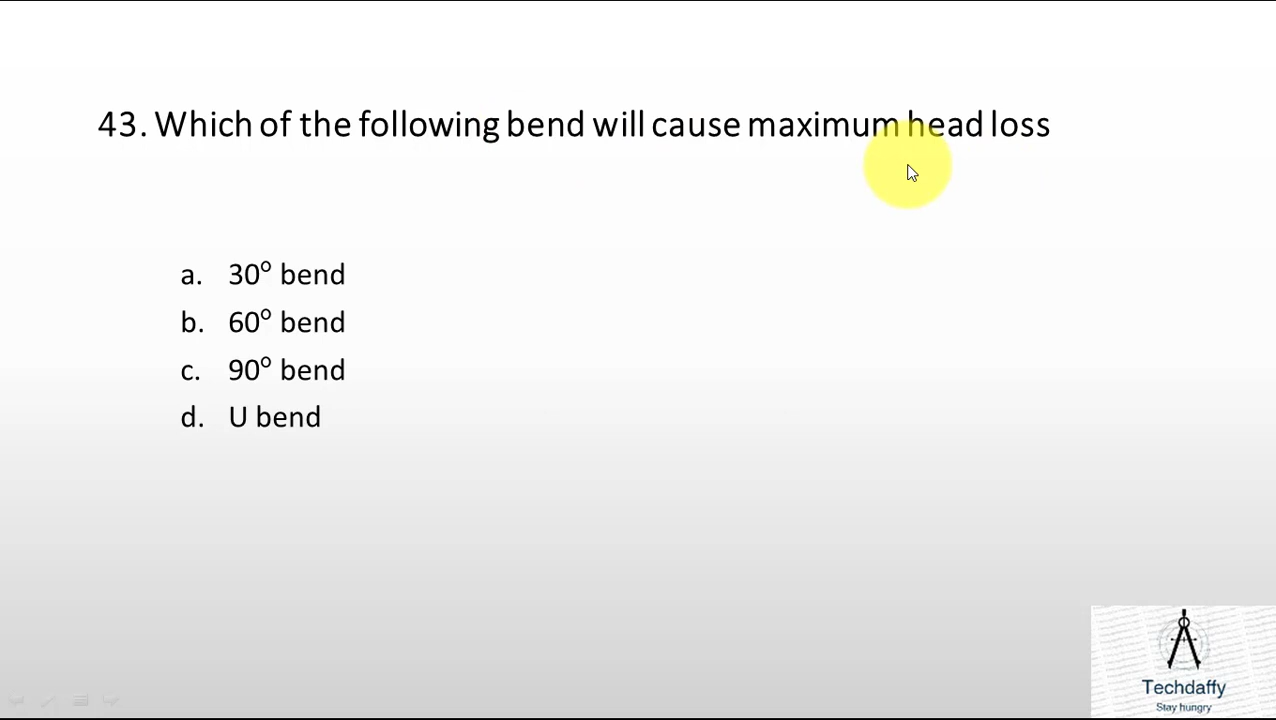 43. Which of the following bend will cause maximum head loss
a. 30° bend
b. 60° bend
c. 90° bend
d. U bend
Techdaffy
Stay hungry